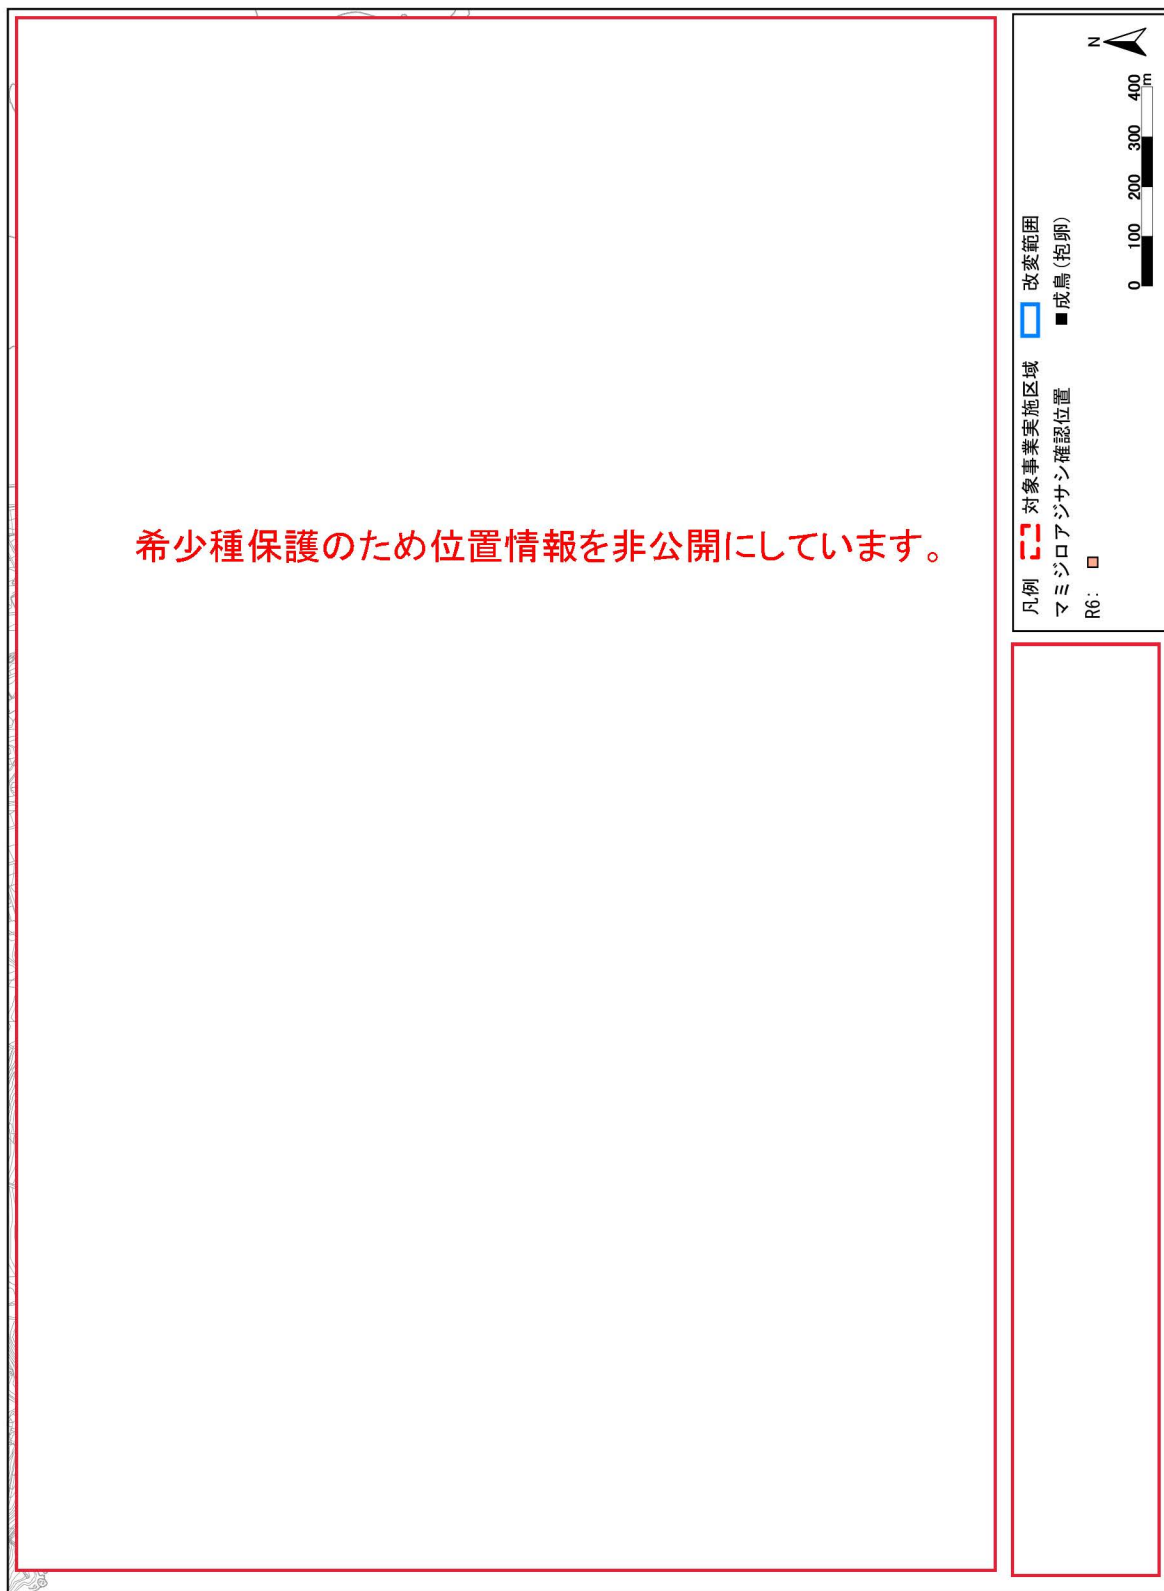 希少種保護のため位置情報を非公開にしています。
凡例 対象事業実施区域 改変範囲
マミジロアジサシ確認位置 ■成鳥(抱卵)
R6:
N
0 100 200 300 400
m